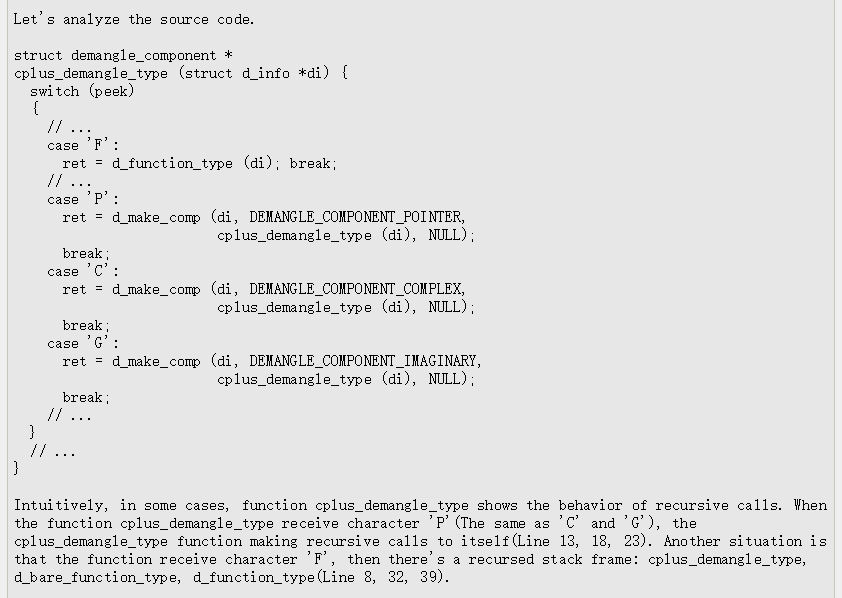 Let's analyze the source code.
struct demangle_component *
cplus_demangle_type (struct d_info *di) {
switch (peek)
{
// ...
case 'F':
ret = d_function_type (di); break;
// ...
case 'P':
ret = d_make_comp (di, DEMANGLE_COMPONENT_POINTER,
cplus_demangle_type (di), NULL);
break;
case 'C':
ret = d_make_comp (di, DEMANGLE_COMPONENT_COMPLEX,
cplus_demangle_type (di), NULL);
break;
case 'G':
ret = d_make_comp (di, DEMANGLE_COMPONENT_IMAGINARY,
cplus_demangle_type (di), NULL);
break;
// ...
}
// ...
}
Intuitively, in some cases, function cplus_demangle_type shows the behavior of recursive calls. When
the function cplus_demangle_type receive character 'P'(The same as 'C' and 'G'), the
cplus_demangle_type function making recursive calls to itself(Line 13, 18, 23). Another situation is
that the function receive character 'F', then there's a recursed stack frame: cplus_demangle_type,
d_bare_function_type, d_function_type(Line 8, 32, 39).